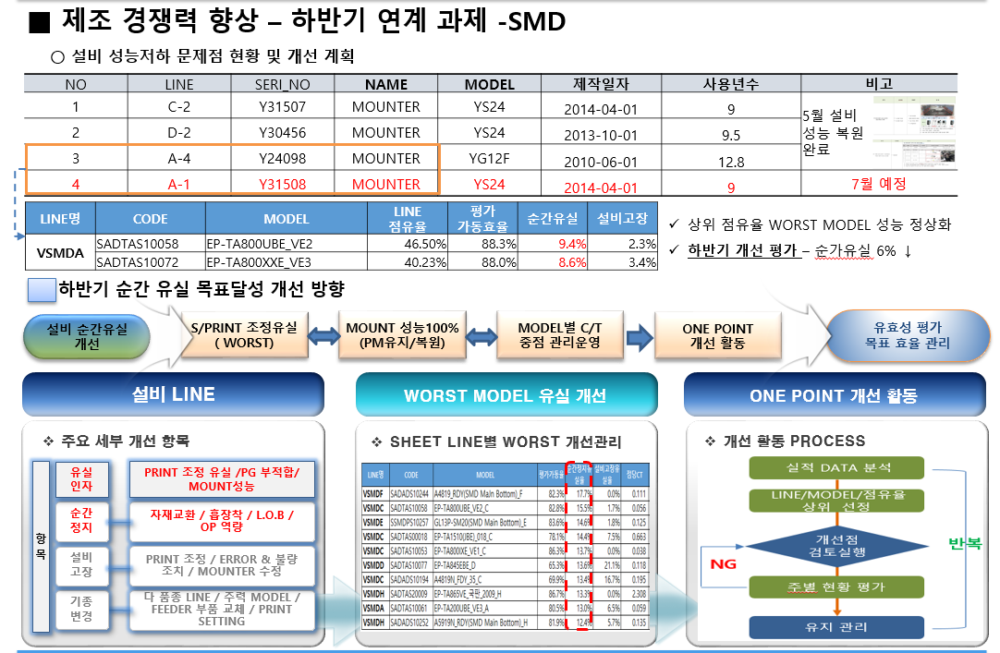 ■ 제조 경쟁력 향상 – 하반기 연계 과제 -SMD
○ 설비 성능저하 문제점 현황 및 개선 계획
NO LINE SERI_NO NAME MODEL 제작일자 사용년수 비고
1 C-2 Y31507 MOUNTER YS24 2014-04-01 9
2 D-2 Y30456 MOUNTER YS24 2013-10-01 9.5
3 A-4 Y24098 MOUNTER YG12F 2010-06-01 12.8
5월 설비
성능 복원
완료
4 A-1 Y31508 MOUNTER YS24 2014-04-01 9 7월 예정
LINE명 CODE MODEL LINE 점유율 평가 가동효율 순간유실 설비고장
VSMDA SADTAS10058 EP-TA800UBE_VE2 46.50% 88.3% 9.4% 2.3%
SADTAS10072 EP-TA800XXE_VE3 40.23% 88.0% 8.6% 3.4%
✓ 상위 점유율 WORST MODEL 성능 정상화
✓ 하반기 개선 평가 – 순가유실 6% ↓
하반기 순간 유실 목표달성 개선 방향
설비 순간유실
개선
S/PRINT 조정유실
( WORST)
MOUNT 성능100%
(PM유지/복원)
MODEL별 C/T
중점 관리운영
ONE POINT
개선 활동
유효성 평가
목표 효율 관리
설비 LINE
❖ 주요 세부 개선 항목
항목
유실
인자
PRINT 조정 유실 /PG 부적합/
MOUNT성능
순간
정지
자재교환 / 흡장착 / L.O.B /
OP 역량
설비
고장
PRINT 조정 / ERROR & 불량
조치 / MOUNTER 수정
기종
변경
다 품종 LINE / 주력 MODEL /
FEEDER 부품 교체 / PRINT
SETTING
WORST MODEL 유실 개선
❖ SHEET LINE별 WORST 개선관리
LINE명 CODE MODEL 평가가동율 순간정지유실율 설비고장유실율 점당CT
VSMDF SADADS10244 A4819_RDY(SMD Main Bottom)_F 82.3% 17.7% 0.0% 0.111
VSMDC SADTAS10058 EP-TA800UBE_VE2_C 82.8% 15.5% 1.7% 0.056
VSMDE SSMDPS10257 GL13P-SM20(SMD Main Bottom)_E 83.6% 14.6% 1.8% 0.125
VSMDC SADTAS00018 EP-TA1510(JBE)_018_C 78.1% 14.4% 7.5% 0.663
VSMDC SADTAS10053 EP-TA800XE_VE1_C 86.3% 13.7% 0.0% 0.038
VSMDD SADTAS10077 EP-TA845EBE_D 65.3% 13.6% 21.1% 0.118
VSMDC SADADS10194 A4819N_FDY_35_C 69.9% 13.4% 16.7% 0.195
VSMDH SADTAS20009 EP-TA865VE_국판_2009_H 86.7% 13.3% 0.0% 2.308
VSMDA SADTAS10061 EP-TA200UBE_VE3_A 80.5% 13.0% 6.5% 0.059
VSMDH SADADS10252 A5919N_RDY(SMD Main Bottom)_H 81.9% 12.4% 5.7% 0.135
ONE POINT 개선 활동
❖ 개선 활동 PROCESS
실적 DATA 분석
LINE/MODEL/점유율
상위 선정
개선점
검토실행
NG
반복
주별 현황 평가
유지 관리